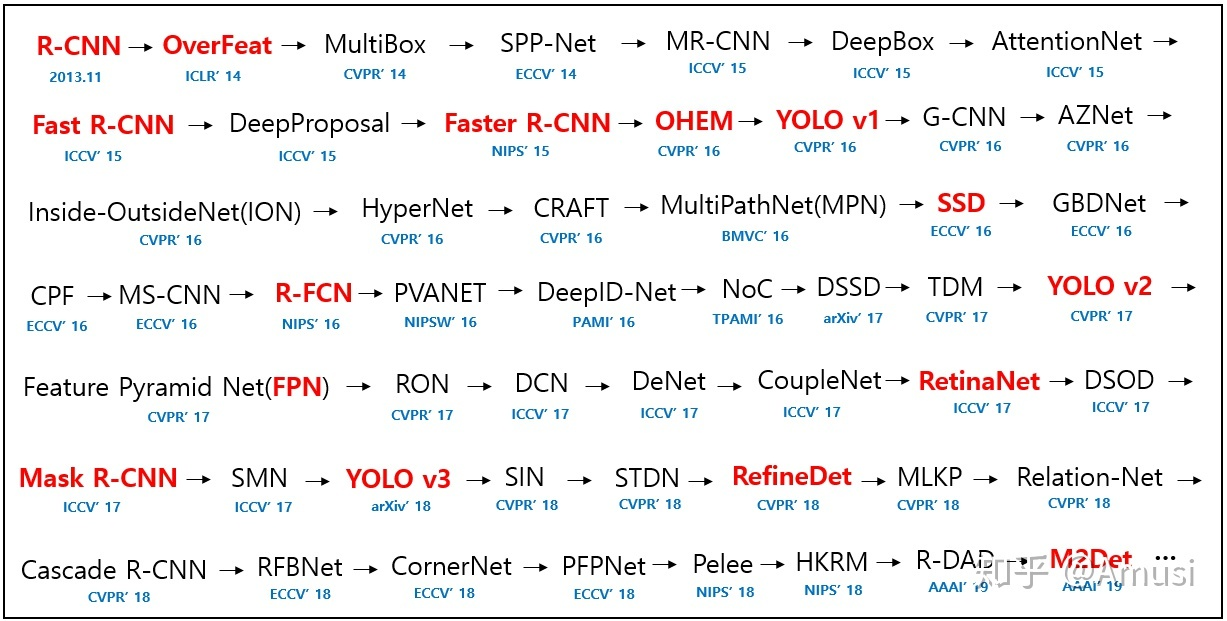 R-CNN → OverFeat → MultiBox → SPP-Net → MR-CNN → DeepBox → AttentionNet →
2013.11 ICLR' 14 CVPR' 14 ECCV' 14 ICCV' 15 ICCV' 15 ICCV' 15
Fast R-CNN → DeepProposal → Faster R-CNN → OHEM → YOLO v1 → G-CNN → AZNet →
ICCV' 15 ICCV' 15 NIPS' 15 CVPR' 16 CVPR' 16 CVPR' 16 CVPR' 16
Inside-OutsideNet(ION) → HyperNet → CRAFT → MultiPathNet(MPN) → SSD → GBDNet →
CVPR' 16 CVPR' 16 CVPR' 16 BMVC' 16 ECCV' 16 ECCV' 16
CPF → MS-CNN → R-FCN → PVANET → DeepID-Net → NoC → DSSD → TDM → YOLO v2 →
ECCV' 16 ECCV' 16 NIPS' 16 NIPSW' 16 PAMI' 16 TPAMI' 16 arXiv' 17 CVPR' 17 CVPR' 17
Feature Pyramid Net(FPN) → RON → DCN → DeNet → CoupleNet → RetinaNet → DSOD →
CVPR' 17 CVPR' 17 ICCV' 17 ICCV' 17 ICCV' 17 ICCV' 17 ICCV' 17
Mask R-CNN → SMN → YOLO v3 → SIN → STDN → RefineDet → MLKP → Relation-Net →
ICCV' 17 ICCV' 17 arXiv' 18 CVPR' 18 CVPR' 18 CVPR' 18 CVPR' 18 CVPR' 18
Cascade R-CNN → RFBNet → CornerNet → PFPNet → Pelee → HKRM → R-DAD → M2Det ...
CVPR' 18 ECCV' 18 ECCV' 18 ECCV' 18 NIPS' 18 NIPS' 18 AAAI' 19 AAAI' 19
知乎 @Amusi